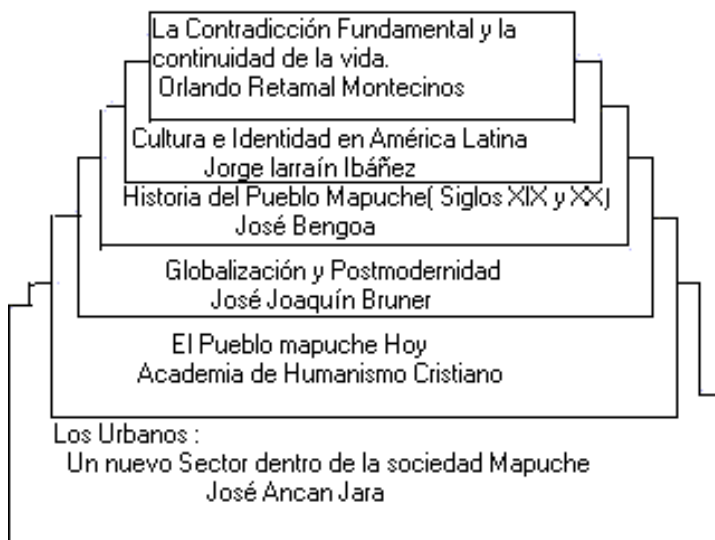 La Contradicción Fundamental y la
continuidad de la vida.
Orlando Retamal Montecinos
Cultura e Identidad en América Latina
Jorge larraín Ibáñez
Historia del Pueblo Mapuche( Siglos XIX y XX)
José Bengoa
Globalización y Postmodernidad
José Joaquín Bruner
El Pueblo mapuche Hoy
Academia de Humanismo Cristiano
Los Urbanos :
Un nuevo Sector dentro de la sociedad Mapuche
José Ancan Jara